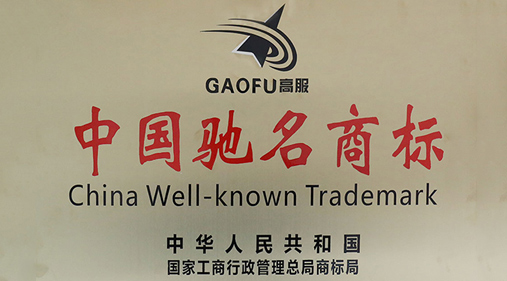 GAOFU高服
中国驰名商标
China Well-known Trademark
中华人民共和国
国家工商行政管理总局商标局